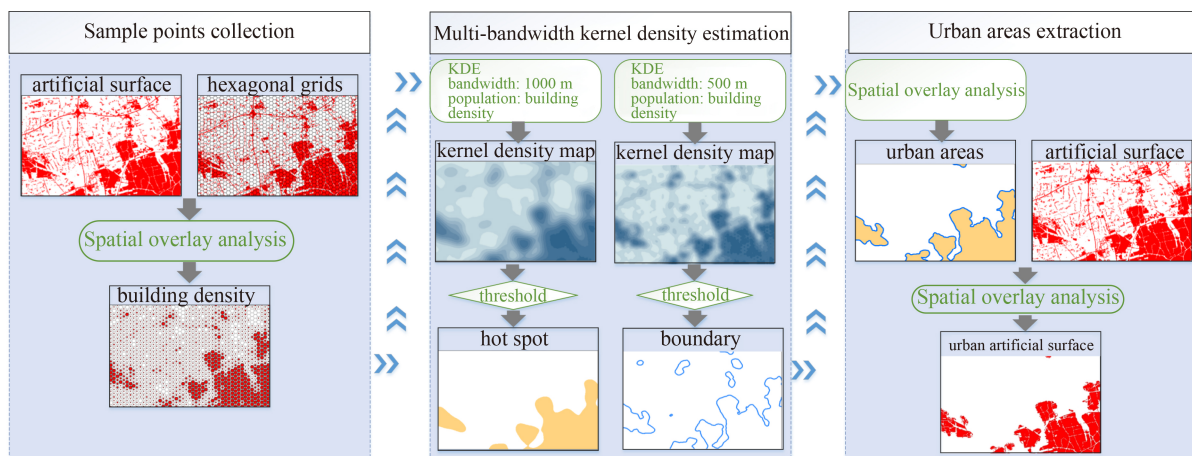 Sample points collection
artificial surface
hexagonal grids
Spatial overlay analysis
building density
Multi-bandwidth kernel density estimation
KDE
bandwidth: 1000 m
population: building
density
KDE
bandwidth: 500 m
population: building
density
kernel density map
kernel density map
threshold
threshold
hot spot
boundary
Urban areas extraction
Spatial overlay analysis
urban areas
artificial surface
Spatial overlay analysis
urban artificial surface